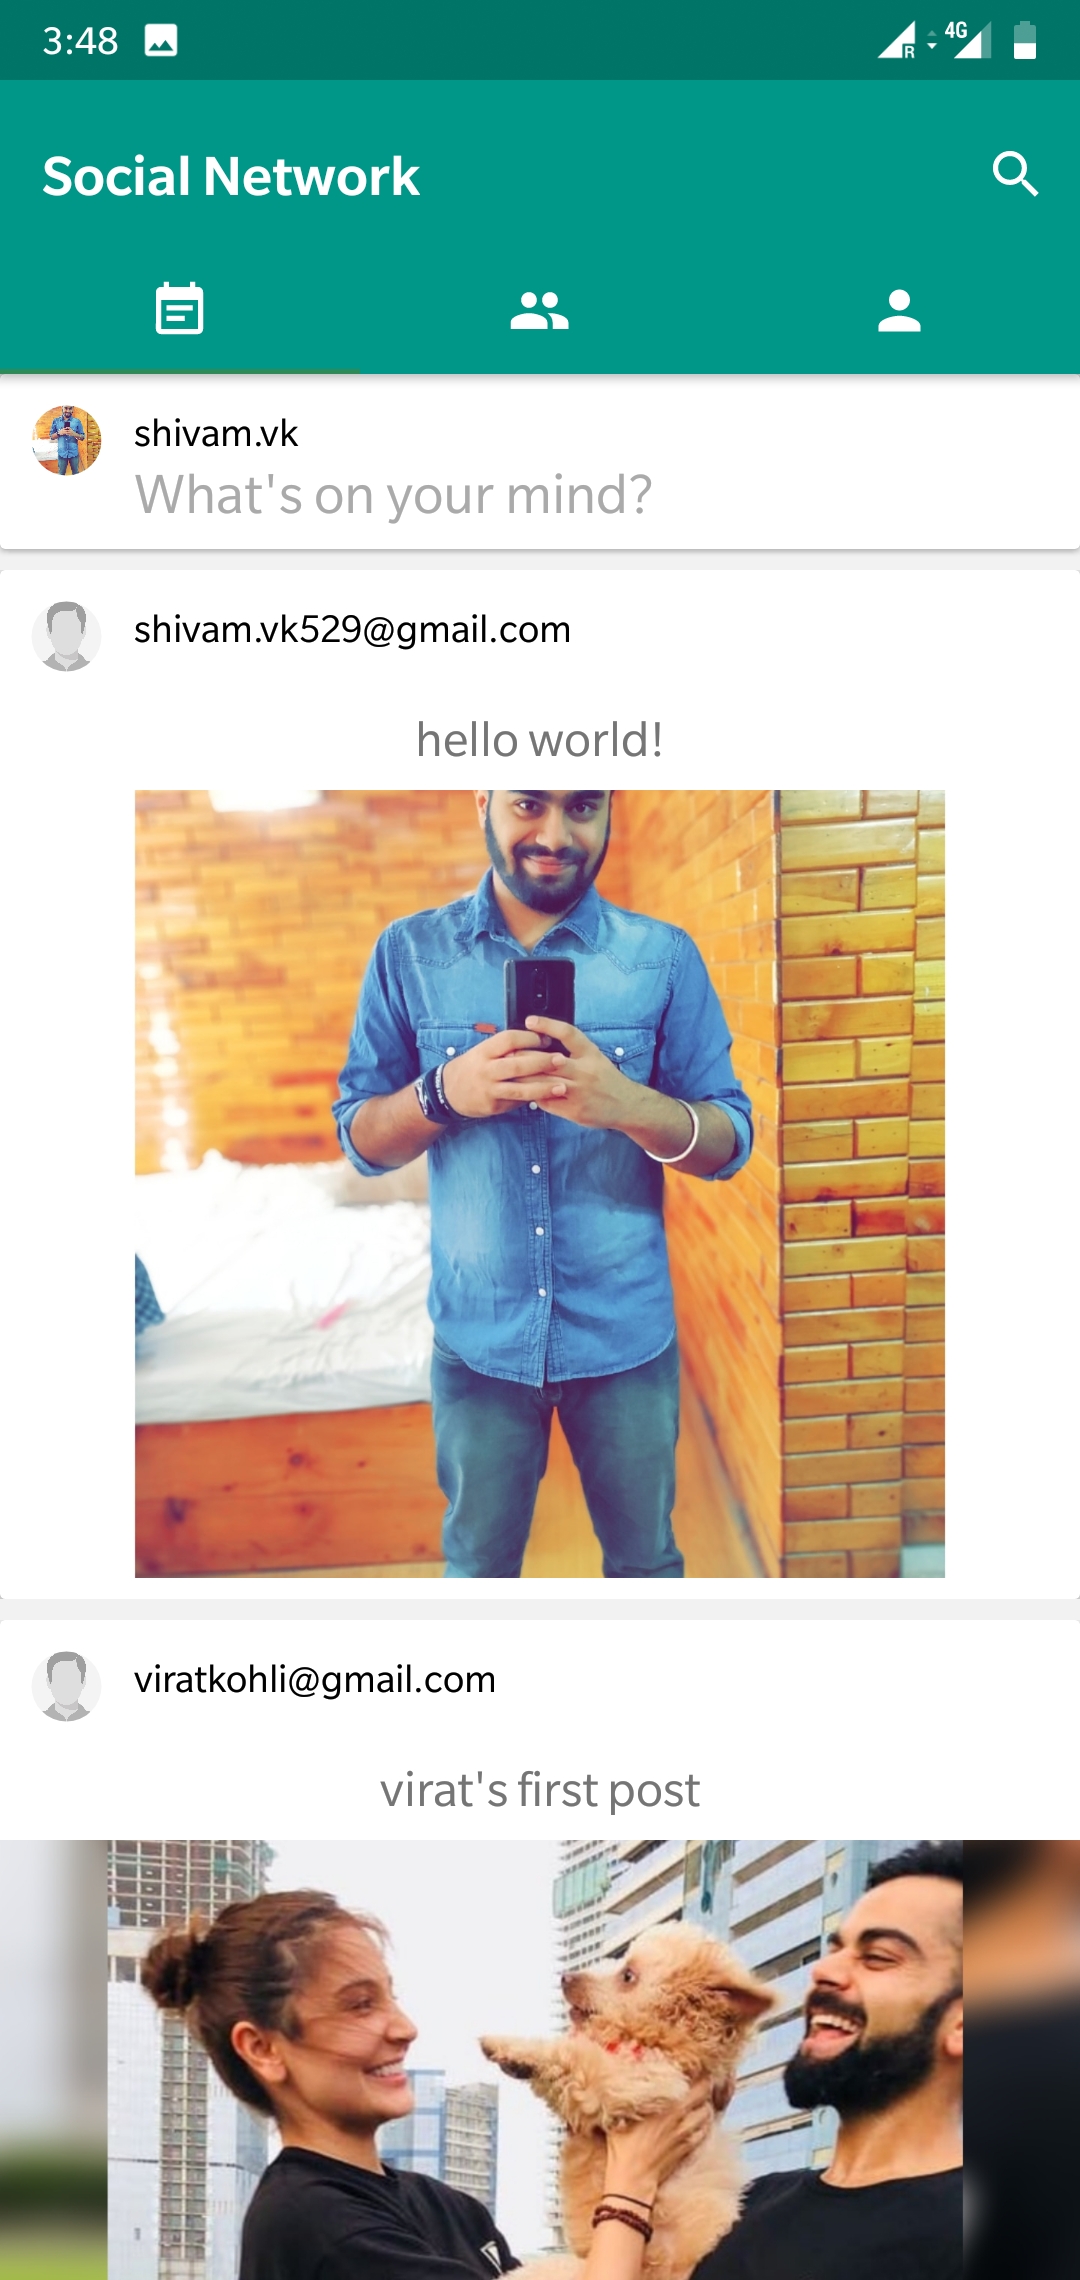 3:48
R
4G
Social Network
shivam.vk
What's on your mind?
shivam.vk529@gmail.com
hello world!
viratkohli@gmail.com
virat's first post